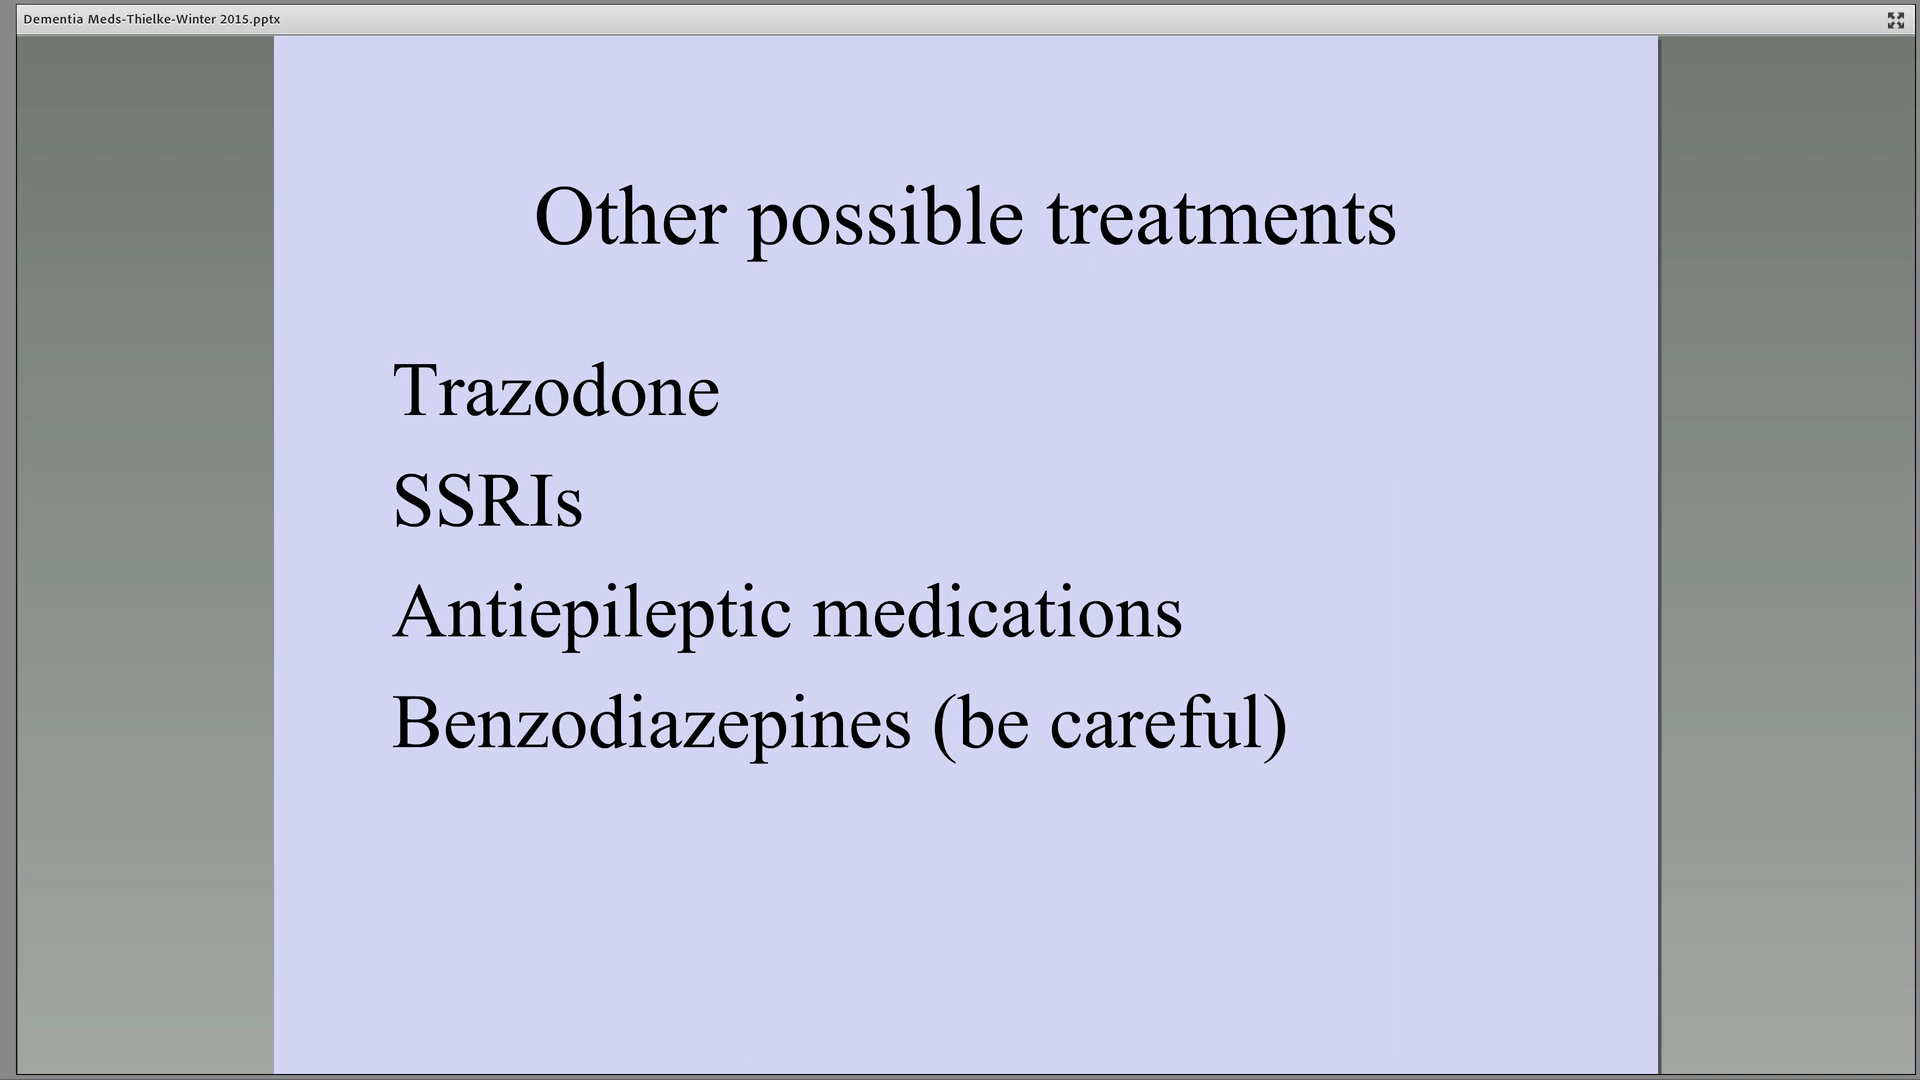 Dementia Meds-Thielke-Winter 2015.pptx
Other possible treatments
Trazodone
SSRIs
Antiepileptic medications
Benzodiazepines (be careful)